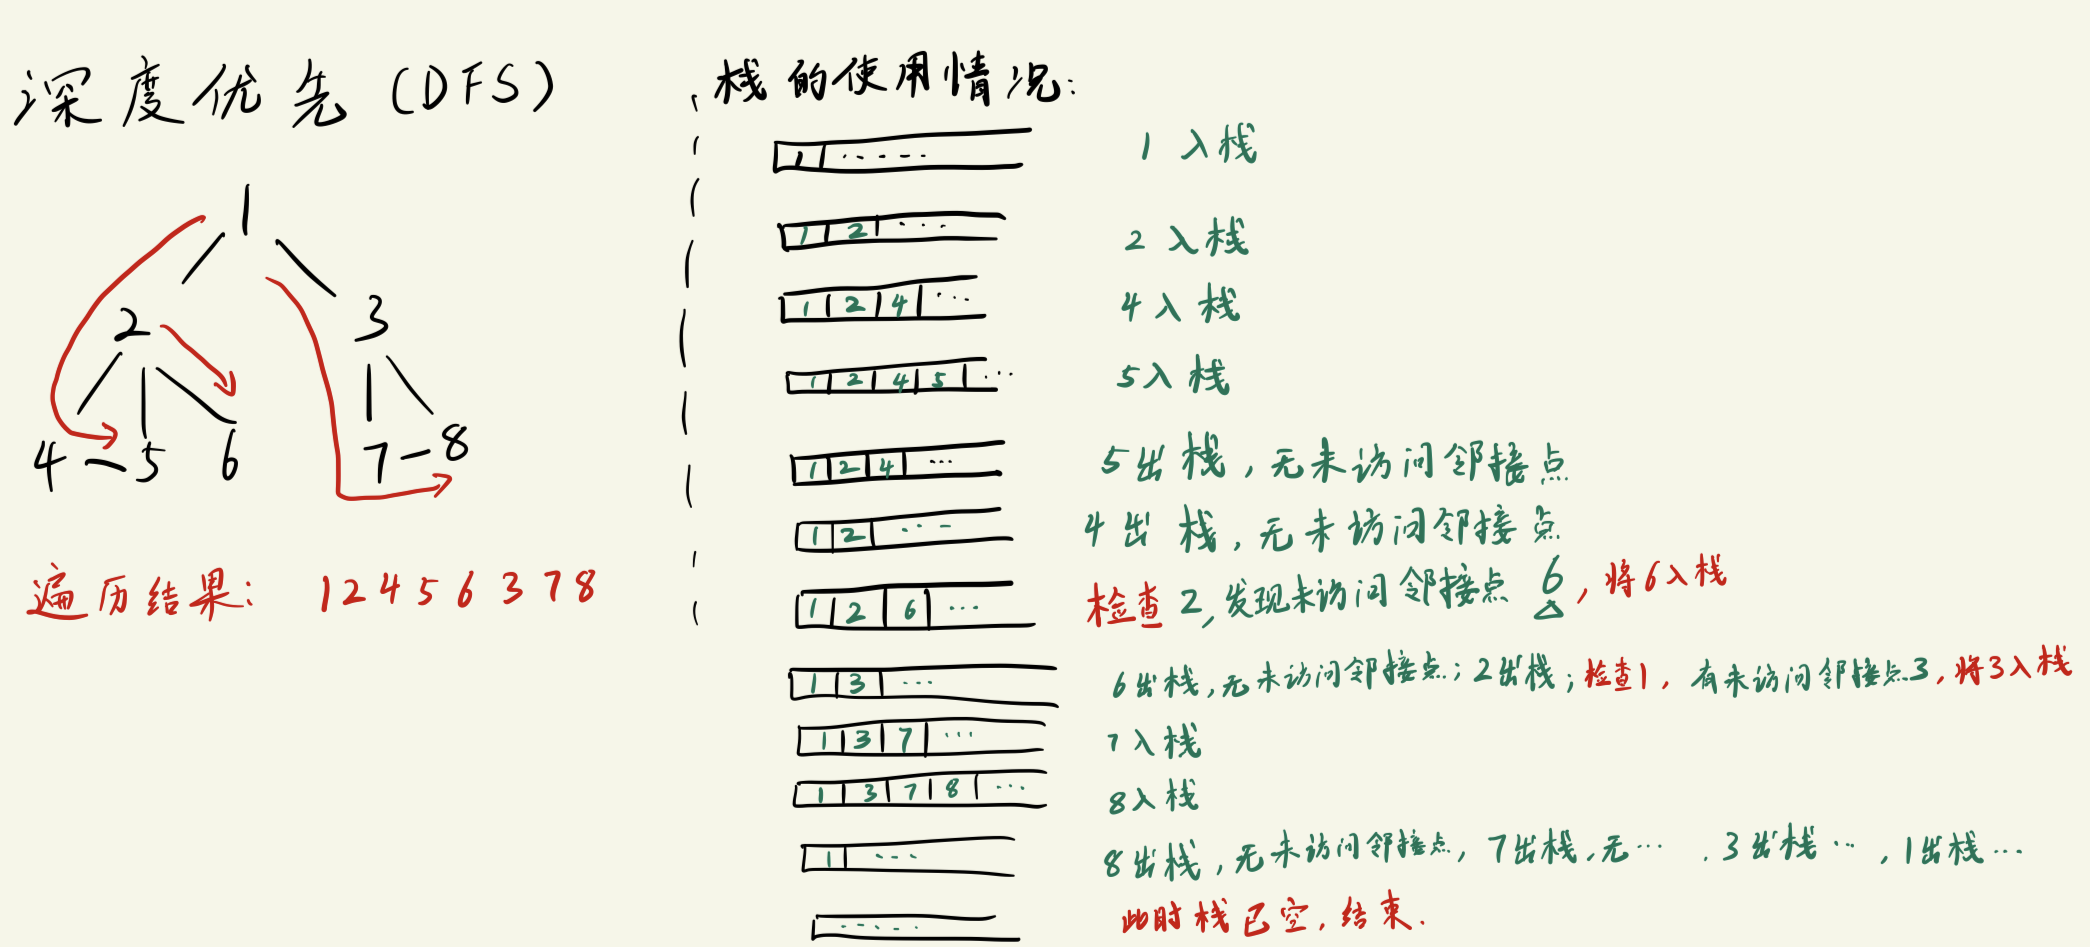 深度优先(DFS)
1
2 3
4 5 6 7 8
遍历结果: 1 2 4 5 6 3 7 8
栈的使用情况:
1 ····· 1 入栈
1 2 ···· 2 入栈
1 2 4 ··· 4 入栈
1 2 4 5 ··· 5 入栈
1 2 4 ··· 5 出栈,无未访问邻接点
1 2 ··· 4 出栈,无未访问邻接点
1 2 6 ··· 检查 2,发现未访问邻接点 6,将6入栈
1 3 ··· 6出栈,无未访问邻接点;2出栈;检查1,有未访问邻接点3,将3入栈
1 3 7 ··· 7入栈
1 3 7 8 ··· 8入栈
1 ··· 8出栈,无未访问邻接点,7出栈,无···.3出栈···,1出栈···
····· 此时栈已空,结束.